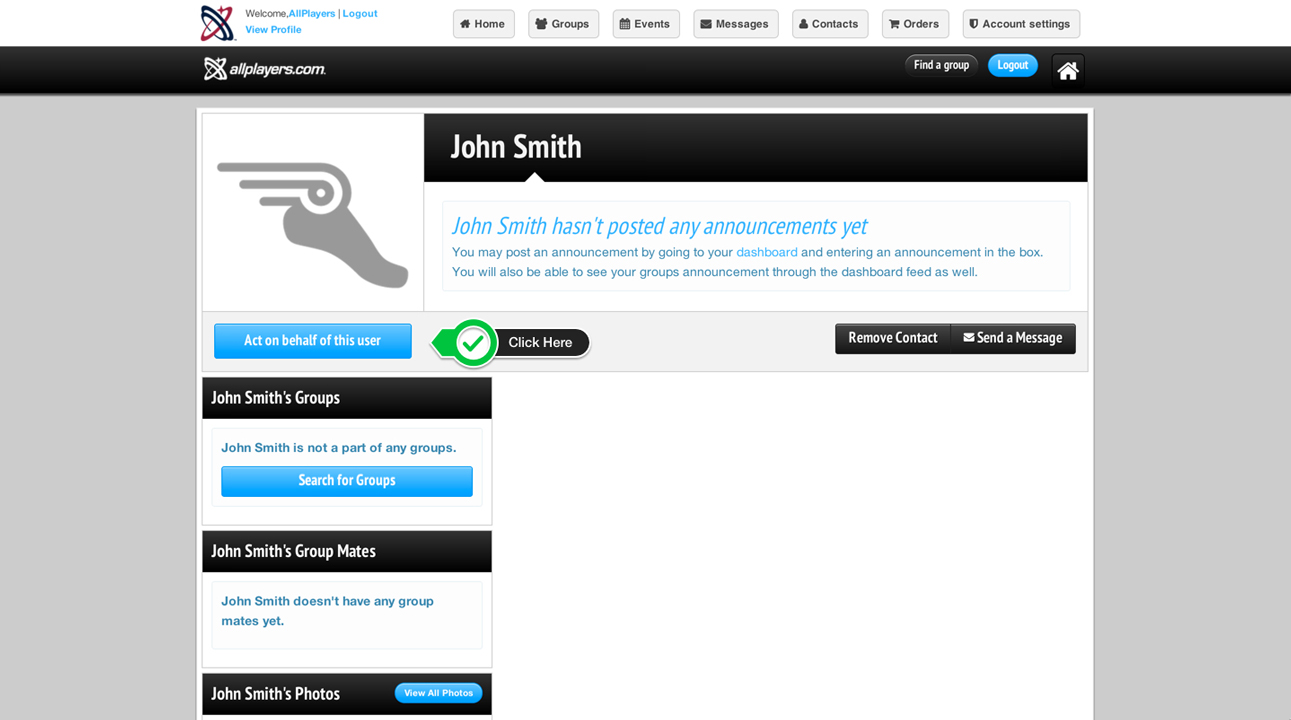 Welcome,AllPlayers | Logout
View Profile
Home
Groups
Events
Messages
Contacts
Orders
Account settings
allplayers.com
Find a group
Logout
John Smith
John Smith hasn't posted any announcements yet
You may post an announcement by going to your dashboard and entering an announcement in the box.
You will also be able to see your groups announcement through the dashboard feed as well.
Act on behalf of this user
Click Here
Remove Contact
Send a Message
John Smith's Groups
John Smith is not a part of any groups.
Search for Groups
John Smith's Group Mates
John Smith doesn't have any group
mates yet.
John Smith's Photos
View All Photos